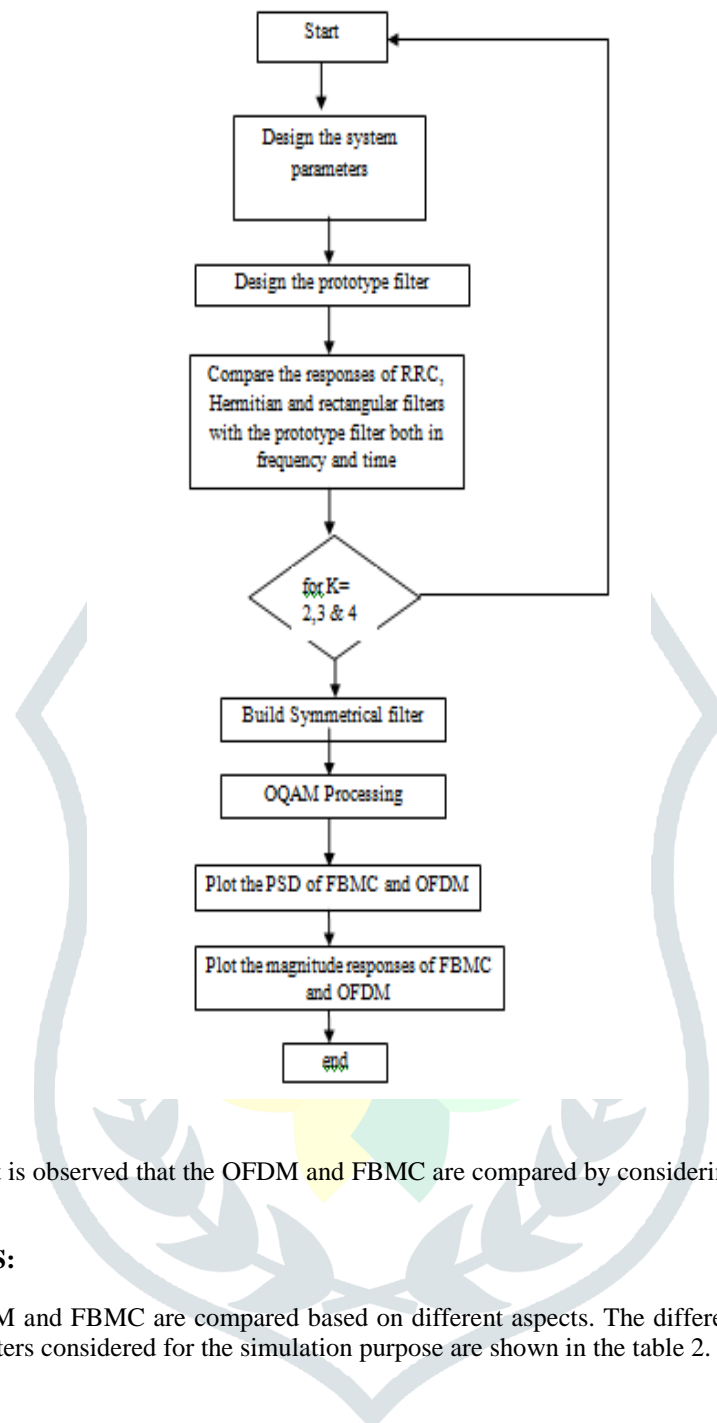 Start
Design the system
parameters
Design the prototype filter
Compare the responses of RRC,
Hermitian and rectangular filters
with the prototype filter both in
frequency and time
for K=
2,3 & 4
Build Symmetrical filter
OQAM Processing
Plot the PSD of FBMC and OFDM
Plot the magnitude responses of FBMC
and OFDM
end
is observed that the OFDM and FBMC are compared by
S:
M and FBMC are compared based on different aspects. The
considered for the simulation purpose are shown in the table 2.